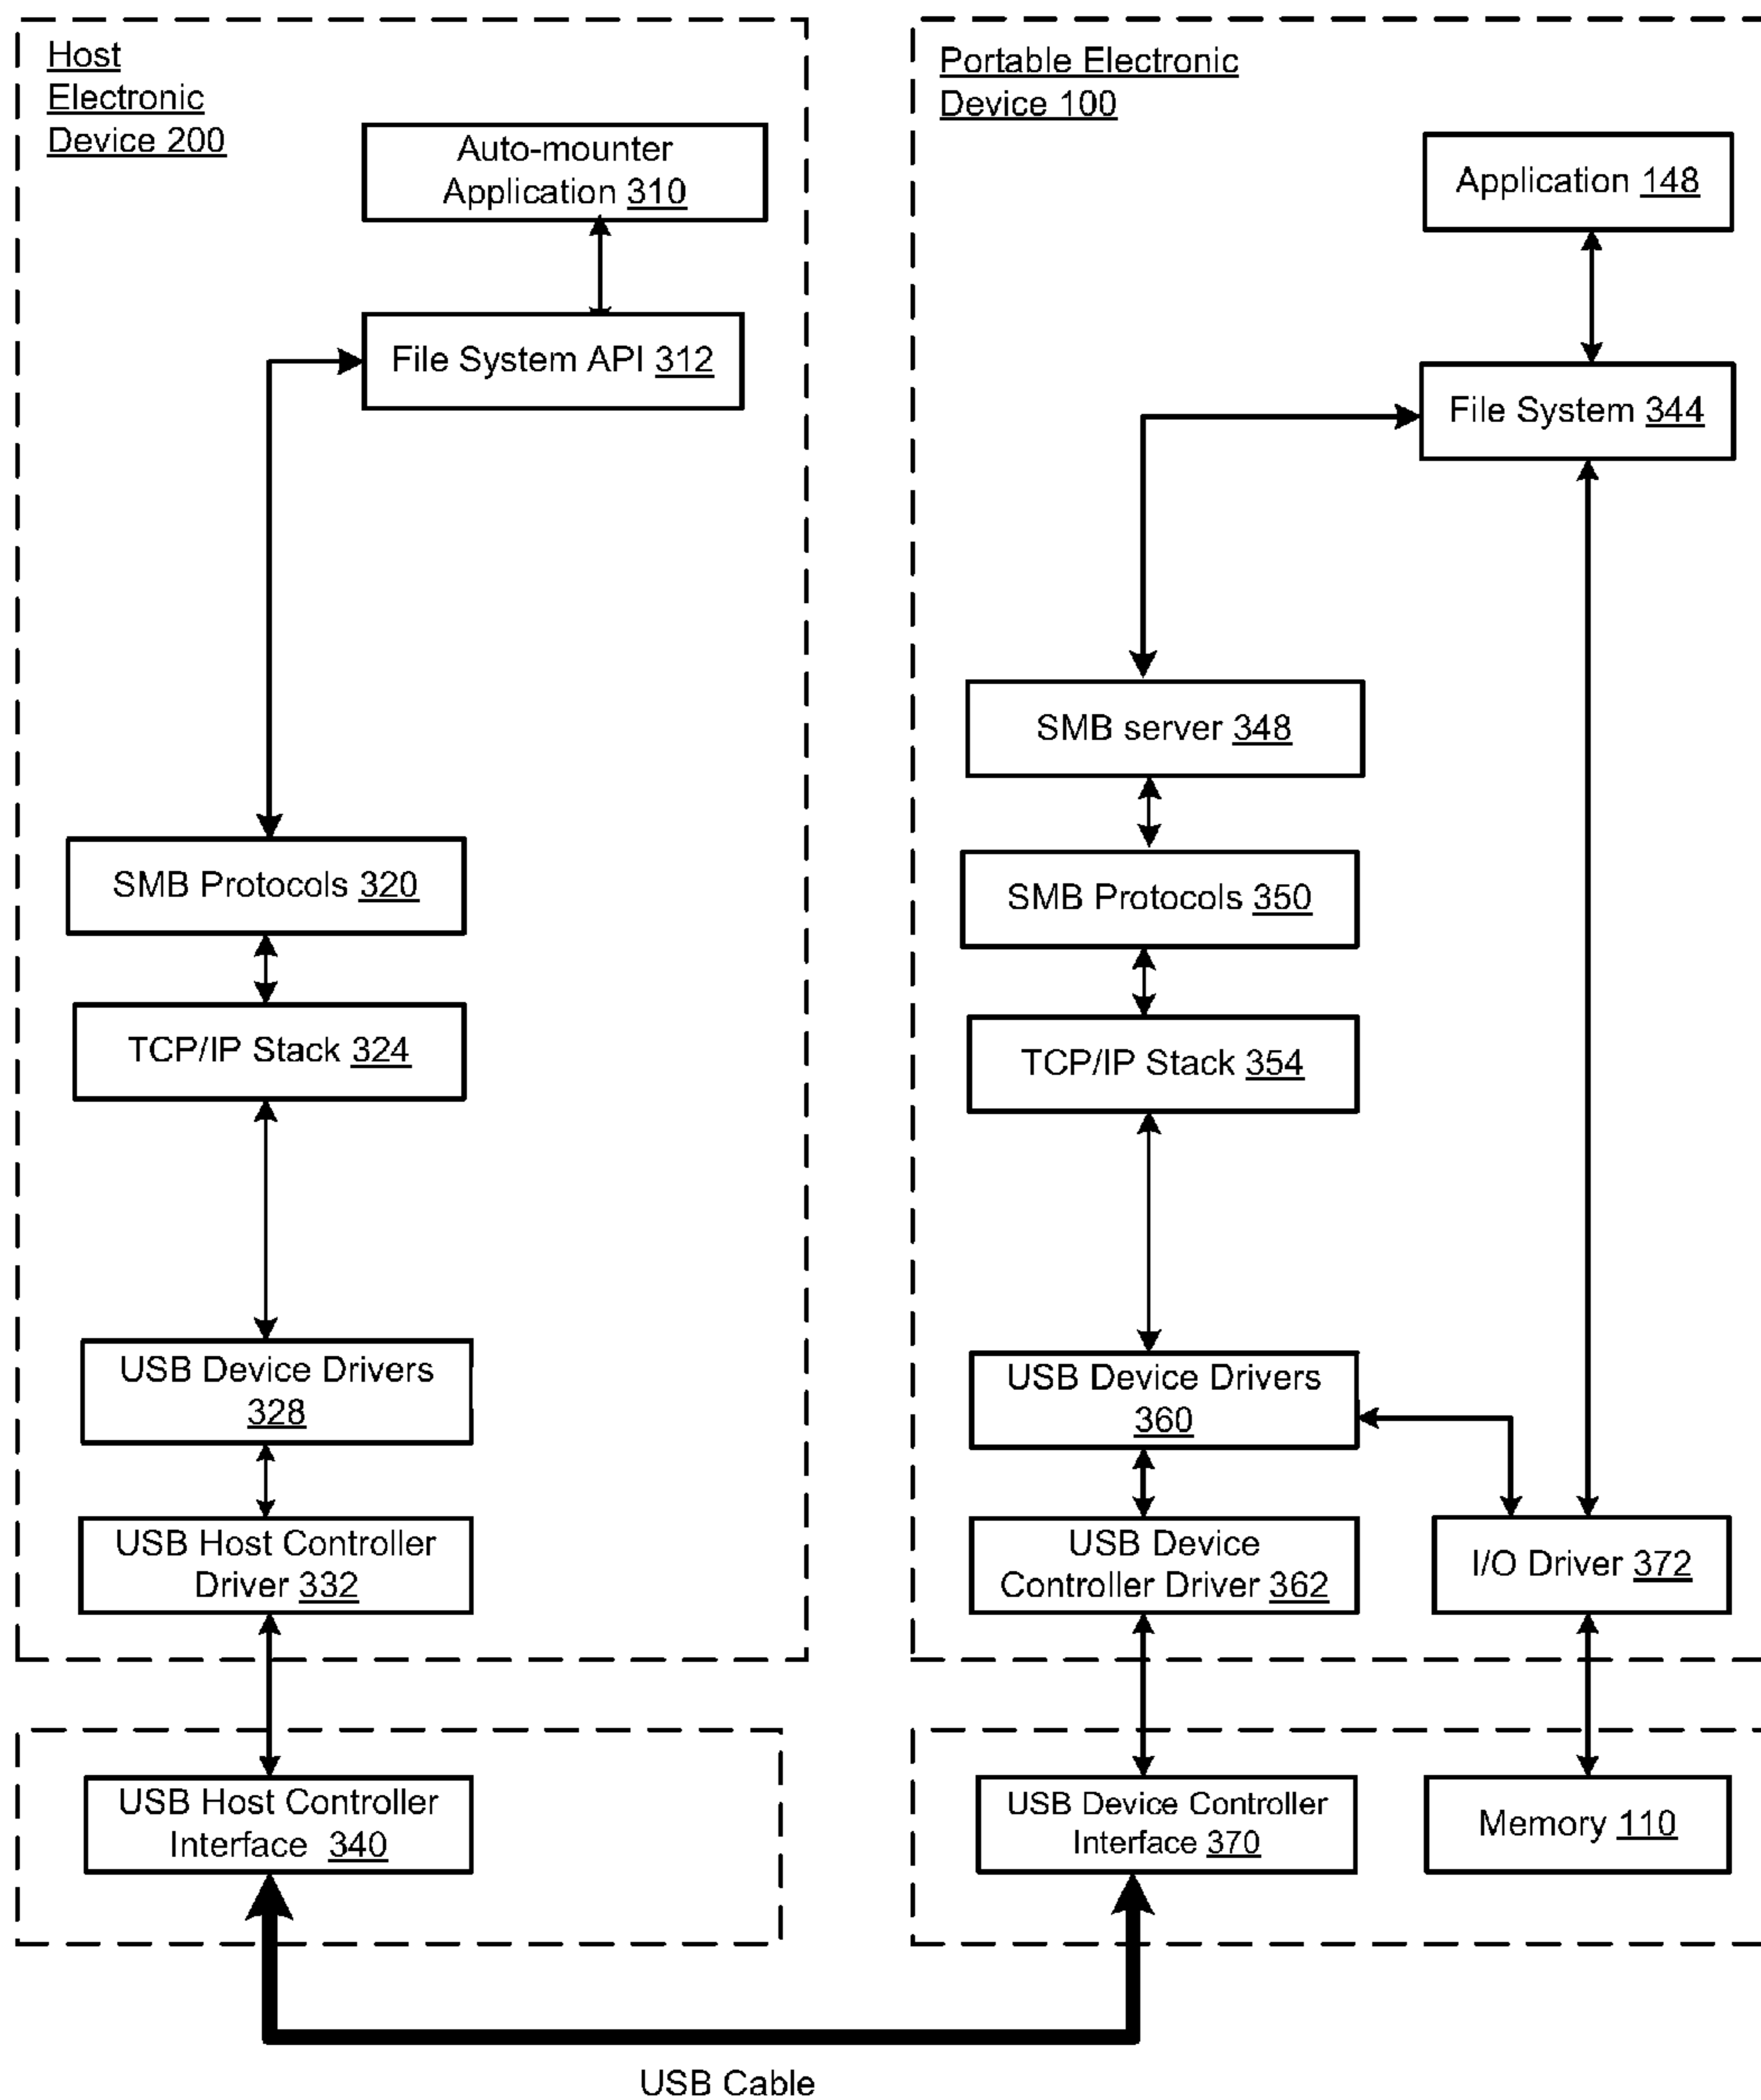 Host
Electronic
Device 200
Auto-mounter
Application 310
File System API 312
SMB Protocols 320
TCP/IP Stack 324
USB Device Drivers
328
USB Host Controller
Driver 332
USB Host Controller
Interface 340
Portable Electronic
Device 100
Application 148
File System 344
SMB server 348
SMB Protocols 350
TCP/IP Stack 354
USB Device Drivers
360
USB Device
Controller Driver 362
I/O Driver 372
USB Device Controller
Interface 370
Memory 110
USB Cable